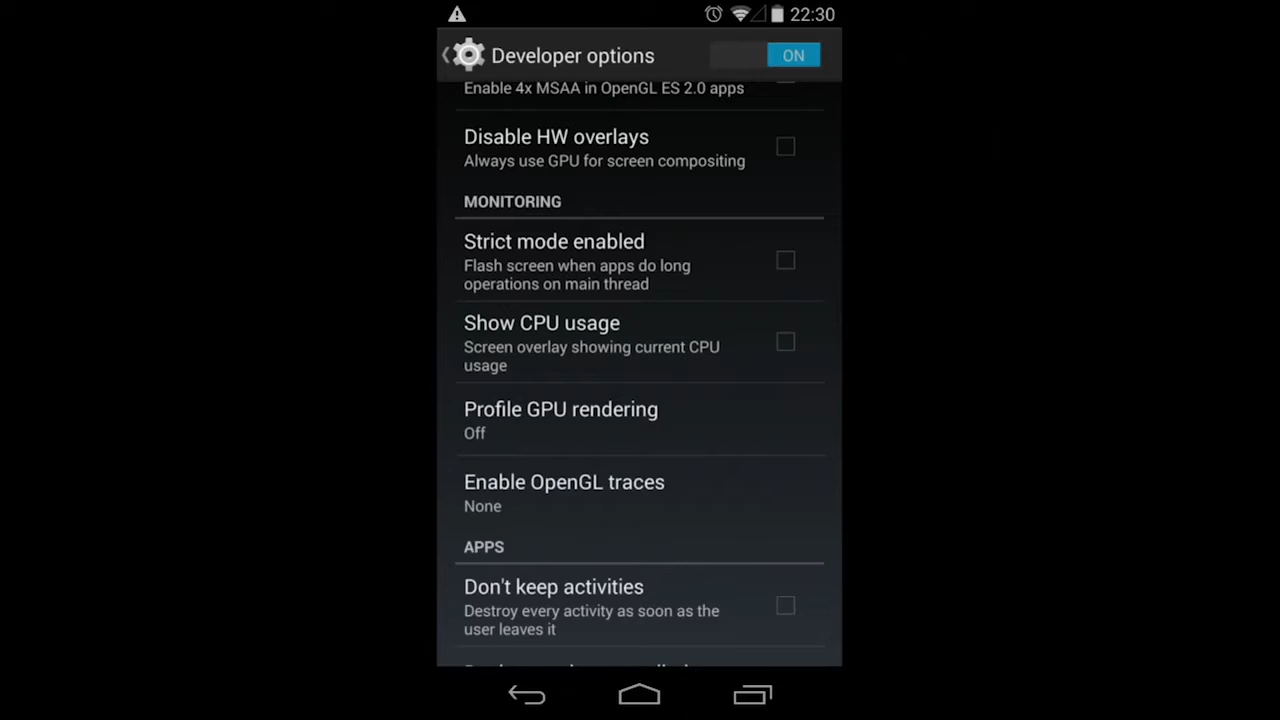 22:30
Developer options
ON
Enable 4x MSAA in OpenGL ES 2.0 apps
Disable HW overlays
Always use GPU for screen compositing
MONITORING
Strict mode enabled
Flash screen when apps do long
operations on main thread
Show CPU usage
Screen overlay showing current CPU
usage
Profile GPU rendering
Off
Enable OpenGL traces
None
APPS
Don't keep activities
Destroy every activity as soon as the
user leaves it